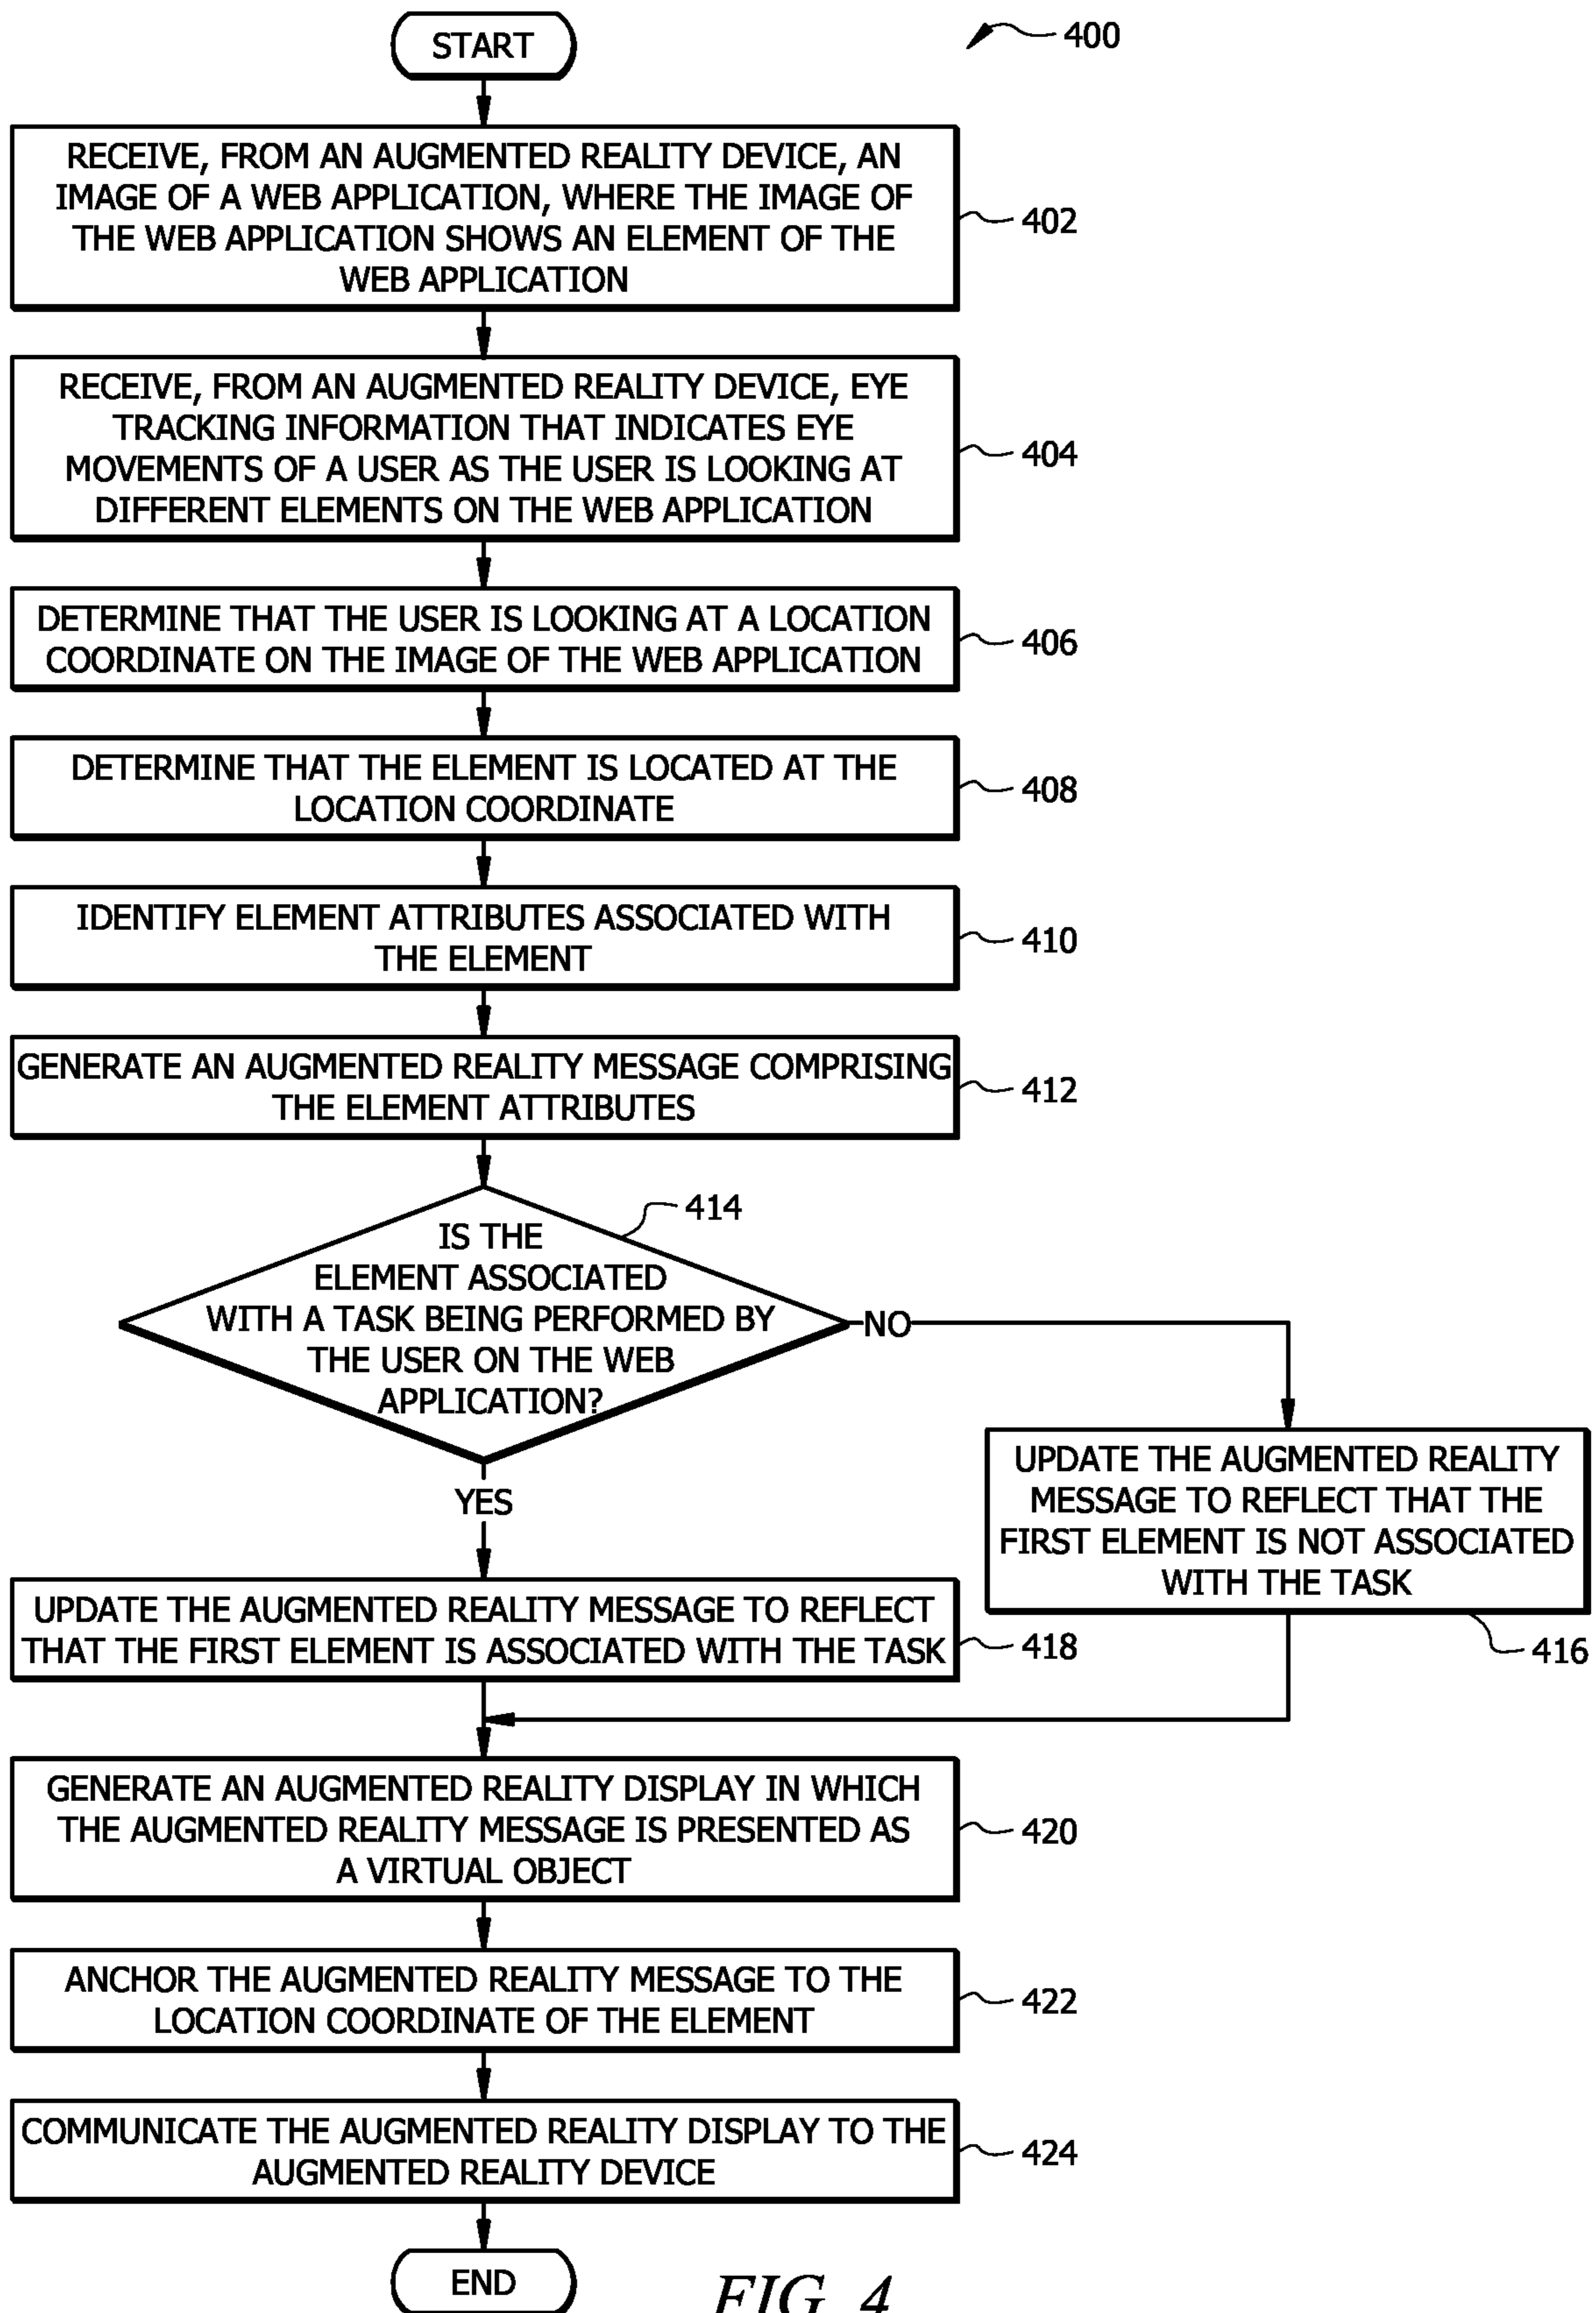 START
400
RECEIVE, FROM AN AUGMENTED REALITY DEVICE, AN
IMAGE OF A WEB APPLICATION, WHERE THE IMAGE OF
THE WEB APPLICATION SHOWS AN ELEMENT OF THE
WEB APPLICATION
402
RECEIVE, FROM AN AUGMENTED REALITY DEVICE, EYE
TRACKING INFORMATION THAT INDICATES EYE
MOVEMENTS OF A USER AS THE USER IS LOOKING AT
DIFFERENT ELEMENTS ON THE WEB APPLICATION
404
DETERMINE THAT THE USER IS LOOKING AT A LOCATION
COORDINATE ON THE IMAGE OF THE WEB APPLICATION
406
DETERMINE THAT THE ELEMENT IS LOCATED AT THE
LOCATION COORDINATE
408
IDENTIFY ELEMENT ATTRIBUTES ASSOCIATED WITH
THE ELEMENT
410
GENERATE AN AUGMENTED REALITY MESSAGE COMPRISING
THE ELEMENT ATTRIBUTES
412
414
IS THE
ELEMENT ASSOCIATED
WITH A TASK BEING PERFORMED BY
THE USER ON THE WEB
APPLICATION?
NO
YES
UPDATE THE AUGMENTED REALITY
MESSAGE TO REFLECT THAT THE
FIRST ELEMENT IS NOT ASSOCIATED
WITH THE TASK
416
UPDATE THE AUGMENTED REALITY MESSAGE TO REFLECT
THAT THE FIRST ELEMENT IS ASSOCIATED WITH THE TASK
418
GENERATE AN AUGMENTED REALITY DISPLAY IN WHICH
THE AUGMENTED REALITY MESSAGE IS PRESENTED AS
A VIRTUAL OBJECT
420
ANCHOR THE AUGMENTED REALITY MESSAGE TO THE
LOCATION COORDINATE OF THE ELEMENT
422
COMMUNICATE THE AUGMENTED REALITY DISPLAY TO THE
AUGMENTED REALITY DEVICE
424
END
FIG. 4